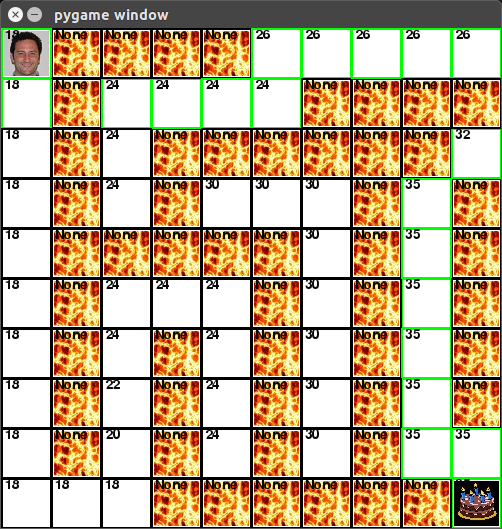 pygame window
18 None None None None 26 26 26 26 26
18 None 24 24 24 24 None None None None
18 None 24 None None None None None None 32
18 None 24 None 30 30 30 None 35 None
18 None None None None None 30 None 35 None
18 None 24 24 24 None 30 None 35 None
18 None 24 None 24 None 30 None 35 None
18 None 22 None 24 None 30 None 35 None
18 None 20 None 24 None 30 None 35 35
18 18 18 None None None None None None